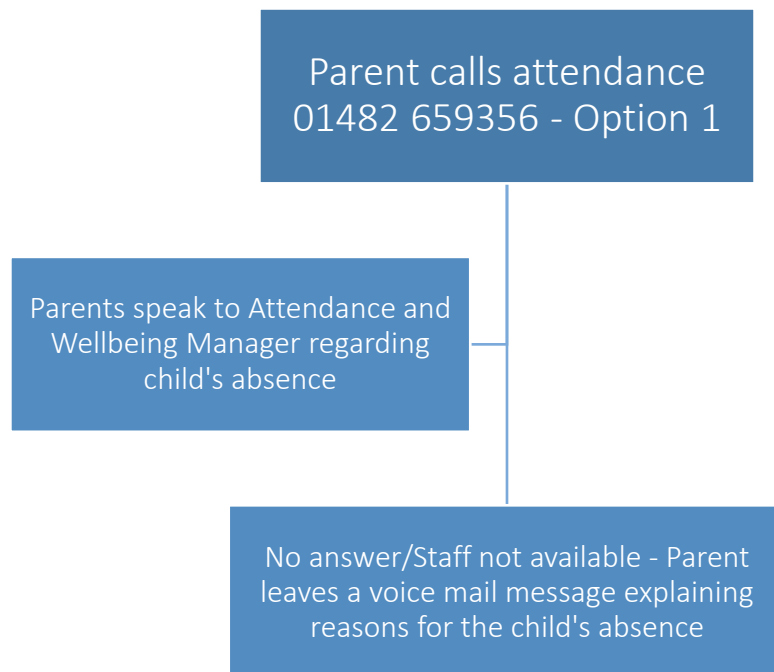 Parent calls attendance
01482 659356 - Option 1
Parents speak to Attendance and
Wellbeing Manager regarding
child's absence
No answer/Staff not available - Parent
leaves a voice mail message explaining
reasons for the child's absence